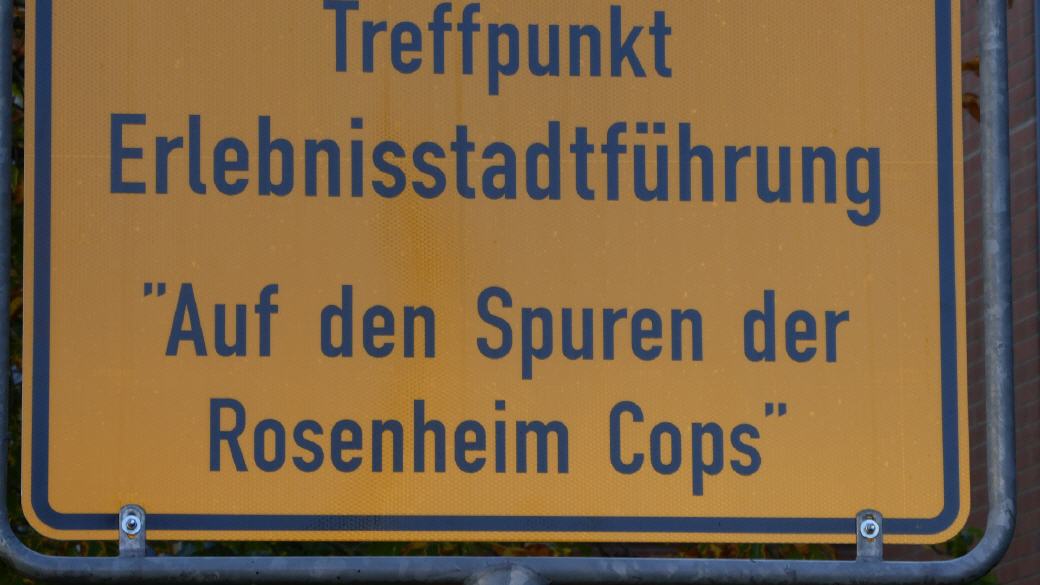 Treffpunkt
Erlebnisstadtführung
"Auf den Spuren der
Rosenheim Cops"